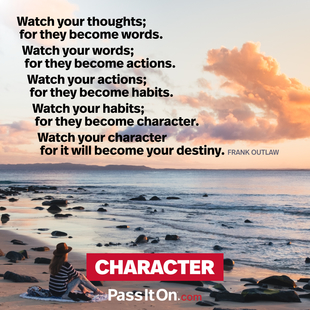 Watch your thoughts;
for they become words.
Watch your words;
for they become actions.
Watch your actions;
for they become habits.
Watch your habits;
for they become character.
Watch your character
for it will become your destiny. FRANK OUTLAW
CHARACTER
PassItOn.com